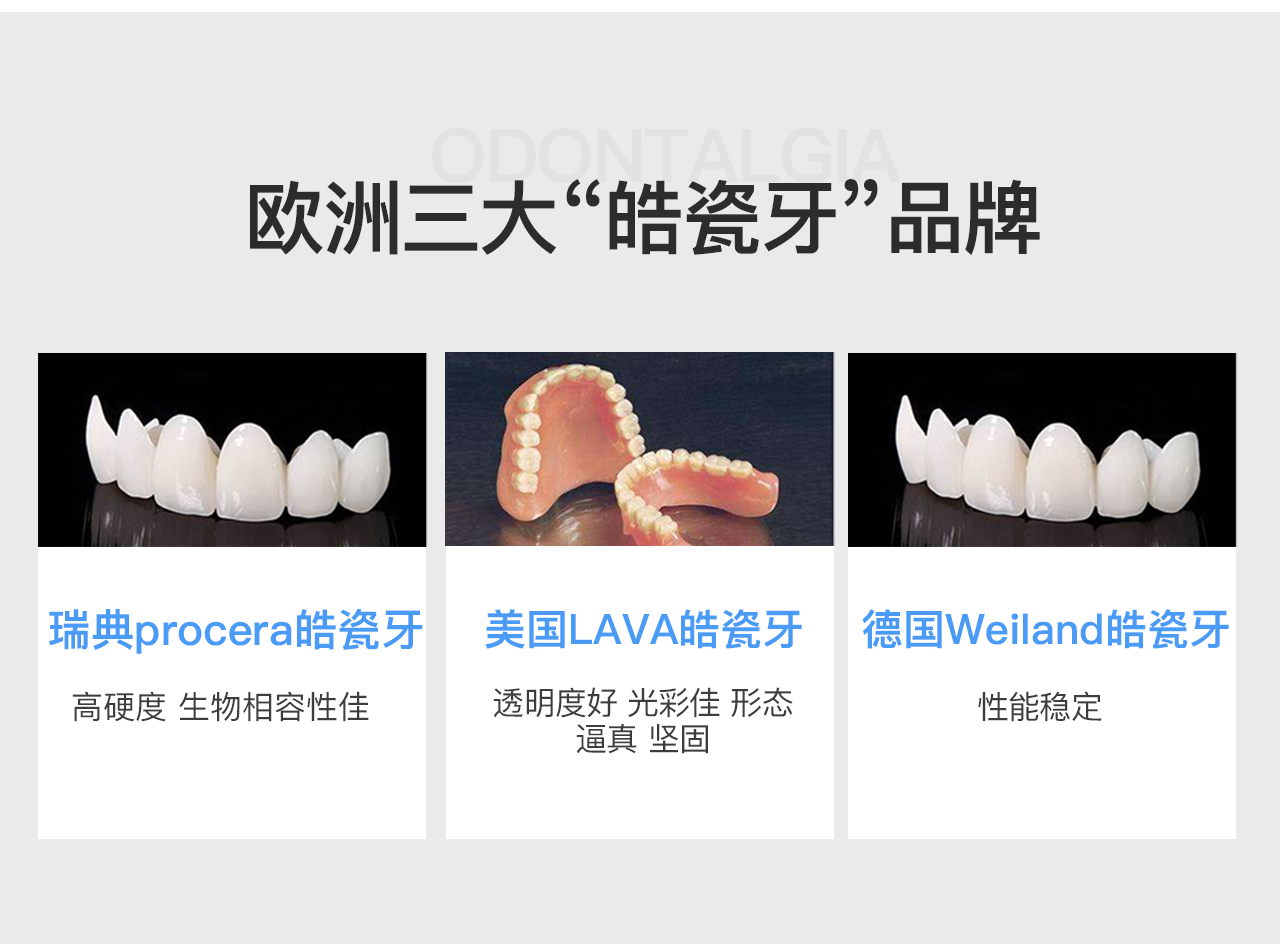 ODONTALGIA
欧洲三大“皓瓷牙”品牌
瑞典procera皓瓷牙
高硬度 生物相容性佳
美国LAVA皓瓷牙
透明度好 光彩佳 形态
逼真 坚固
德国Weiland皓瓷牙
性能稳定